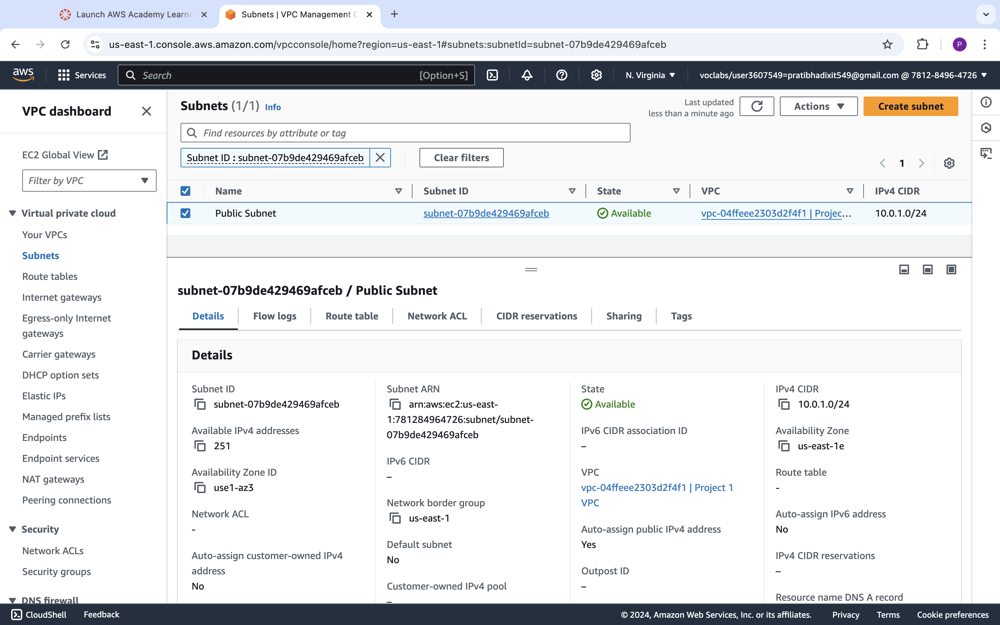 Launch AWS Academy Learne
Subnets | VPC Management C
us-east-1.console.aws.amazon.com/vpcconsole/home?region=us-east-1#subnets:subnetId=subnet-07b9de429469afceb
P
aws
Services
Search
[Option+S]
N. Virginia
voclabs/user3607549=pratibhadixit549@gmail.com @ 7812-8496-4726
VPC dashboard
EC2 Global View
Filter by VPC
Virtual private cloud
Your VPCs
Subnets
Route tables
Internet gateways
Egress-only Internet
gateways
Carrier gateways
DHCP option sets
Elastic IPs
Managed prefix lists
Endpoints
Endpoint services
NAT gateways
Peering connections
Security
Network ACLs
Security groups
DNS firewall
Subnets (1/1) Info
Last updated
less than a minute ago
Actions
Create subnet
Find resources by attribute or tag
Subnet ID : subnet-07b9de429469afceb
Clear filters
1
Name
Subnet ID
State
VPC
IPv4 CIDR
Public Subnet
subnet-07b9de429469afceb
Available
vpc-04ffeee2303d2f4f1 | Projec…
10.0.1.0/24
subnet-07b9de429469afceb / Public Subnet
Details
Flow logs
Route table
Network ACL
CIDR reservations
Sharing
Tags
Details
Subnet ID
subnet-07b9de429469afceb
Available IPv4 addresses
251
Availability Zone ID
use1-az3
Network ACL
-
Auto-assign customer-owned IPv4
address
No
Subnet ARN
arn:aws:ec2:us-east-
1:781284964726:subnet/subnet-
07b9de429469afceb
IPv6 CIDR
–
Network border group
us-east-1
Default subnet
No
Customer-owned IPv4 pool
–
State
Available
IPv6 CIDR association ID
–
VPC
vpc-04ffeee2303d2f4f1 | Project 1
VPC
Auto-assign public IPv4 address
Yes
Outpost ID
–
IPv4 CIDR
10.0.1.0/24
Availability Zone
us-east-1e
Route table
-
Auto-assign IPv6 address
No
IPv4 CIDR reservations
–
Resource name DNS A record
CloudShell
Feedback
© 2024, Amazon Web Services, Inc. or its affiliates.
Privacy
Terms
Cookie preferences